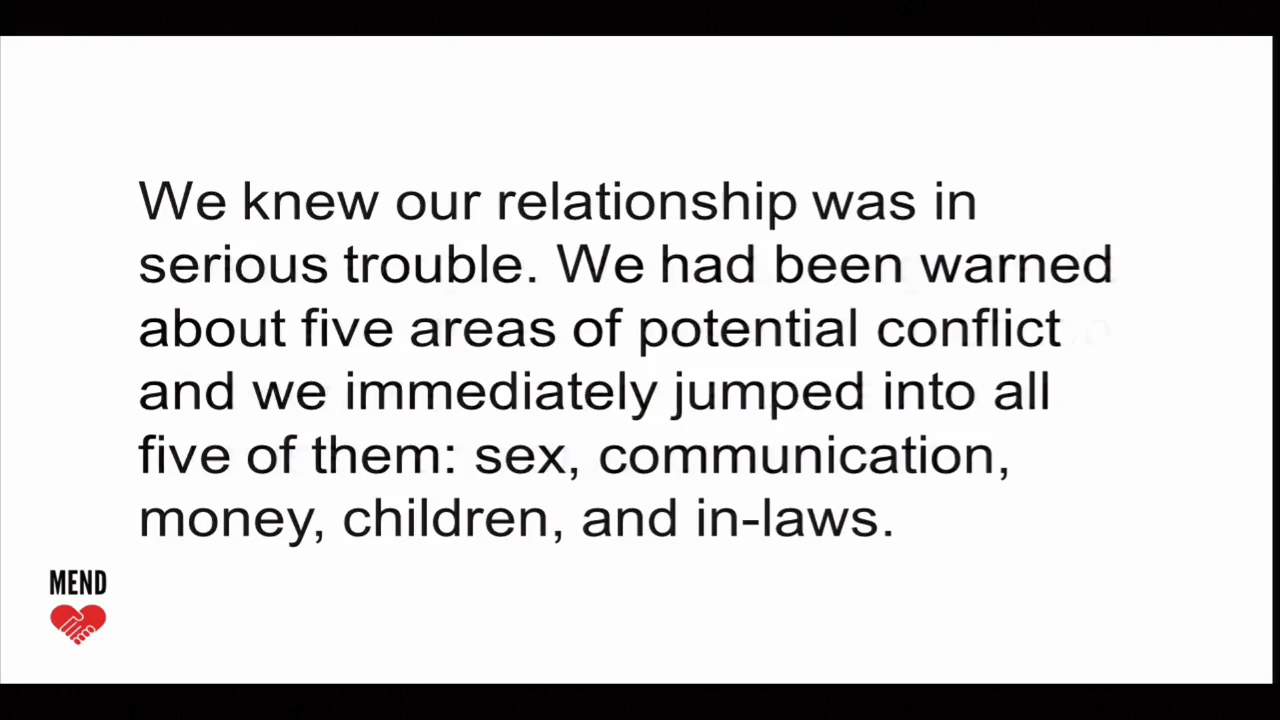 We knew our relationship was in
serious trouble. We had been warned
about five areas of potential conflict
and we immediately jumped into all
five of them: sex, communication,
money, children, and in-laws.
MEND